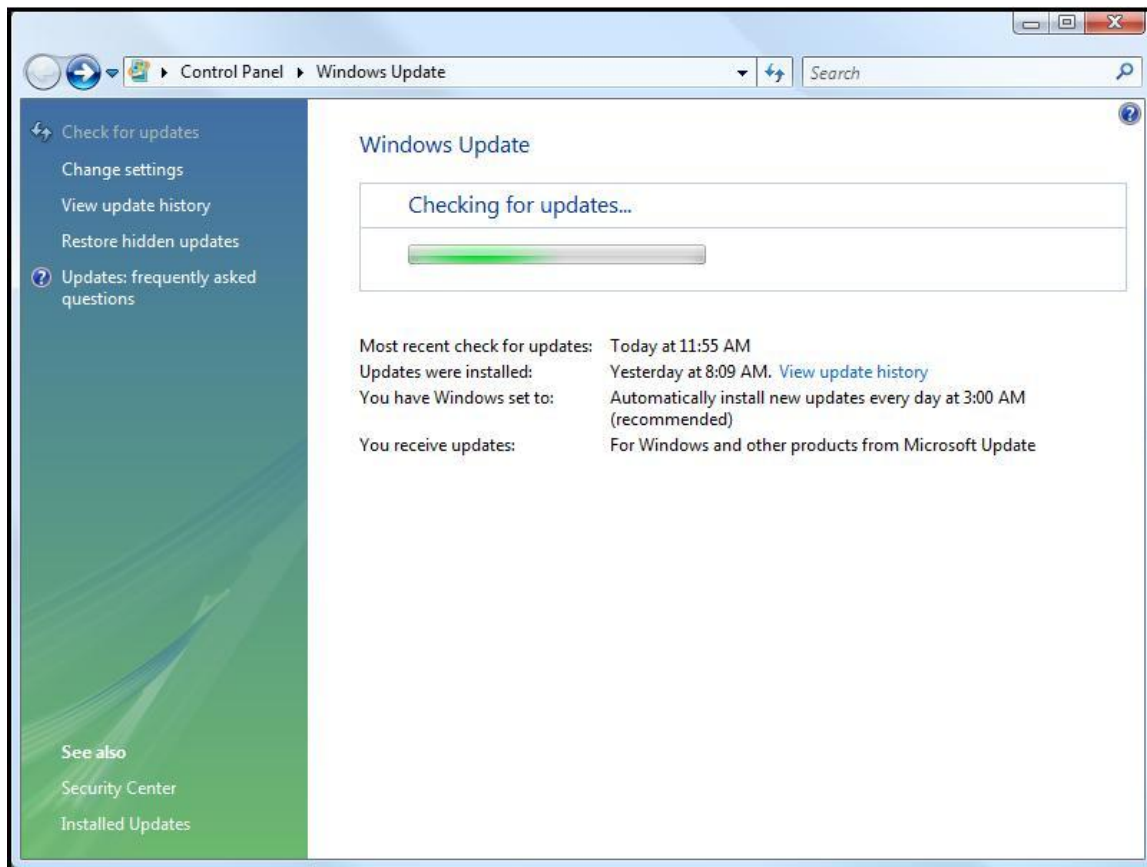 Control Panel Windows Update
Search
Check for updates
Change settings
View update history
Restore hidden updates
Updates: frequently asked
questions
See also
Security Center
Installed Updates
Windows Update
Checking for updates...
Most recent check for updates: Today at 11:55 AM
Updates were installed: Yesterday at 8:09 AM. View update history
You have Windows set to: Automatically install new updates every day at 3:00 AM
(recommended)
You receive updates: For Windows and other products from Microsoft Update